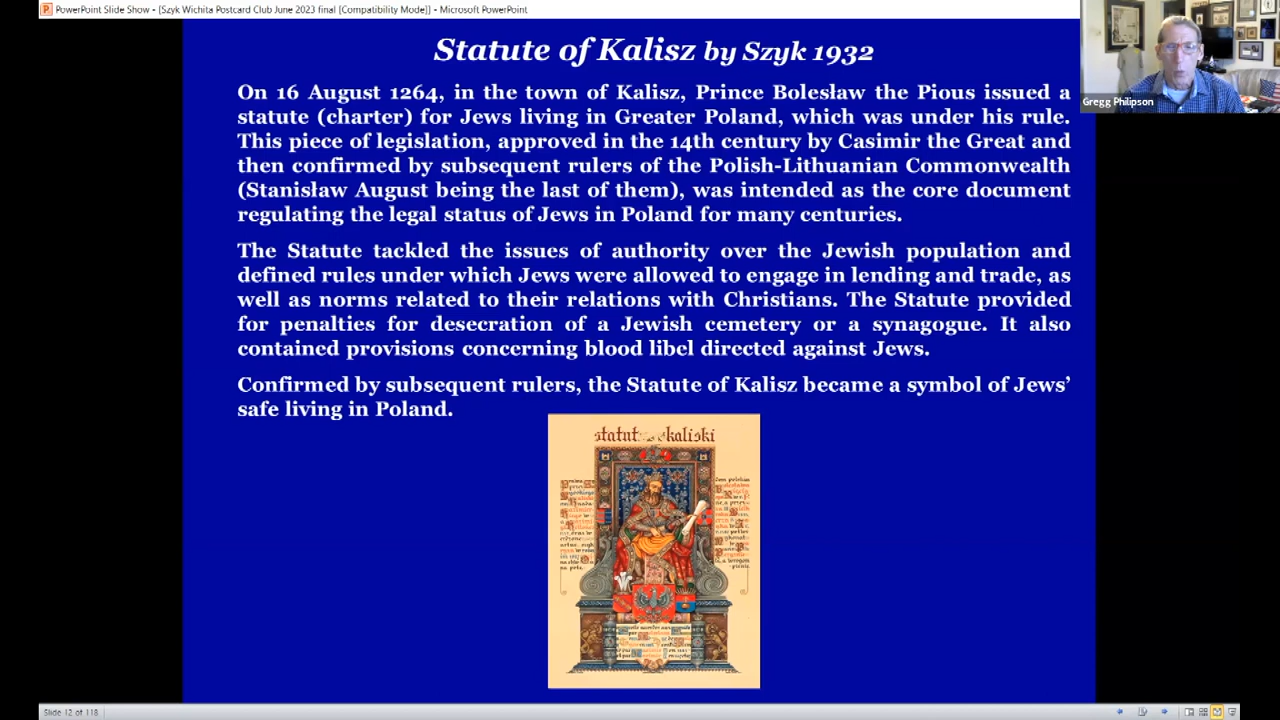 PowerPoint Slide Show - [Szyk Wichita Postcard Club June 2023 final [Compatibility Mode]] - Microsoft PowerPoint
Statute of Kalisz by Szyk 1932
On 16 August 1264, in the town of Kalisz, Prince Bolesław the Pious issued a
statute (charter) for Jews living in Greater Poland, which was under his rule.
This piece of legislation, approved in the 14th century by Casimir the Great and
then confirmed by subsequent rulers of the Polish-Lithuanian Commonwealth
(Stanisław August being the last of them), was intended as the core document
regulating the legal status of Jews in Poland for many centuries.
The Statute tackled the issues of authority over the Jewish population and
defined rules under which Jews were allowed to engage in lending and trade, as
well as norms related to their relations with Christians. The Statute provided
for penalties for desecration of a Jewish cemetery or a synagogue. It also
contained provisions concerning blood libel directed against Jews.
Confirmed by subsequent rulers, the Statute of Kalisz became a symbol of Jews’
safe living in Poland.
statut kaliski
Gregg Philipson
Slide 12 of 118